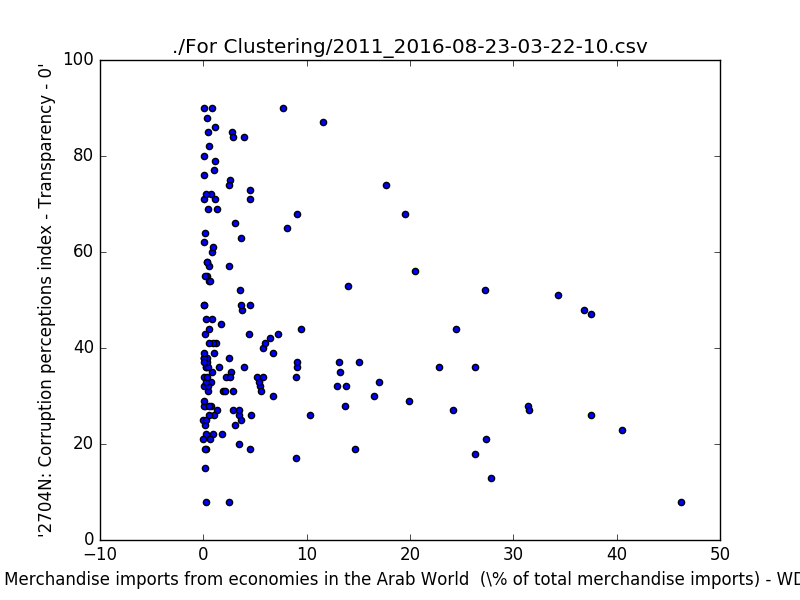 ./For Clustering/2011_2016-08-23-03-22-10.csv
100
80
60
40
20
0
'2704N: Corruption perceptions index - Transparency - 0'
−10 0 10 20 30 40 50
Merchandise imports from economies in the Arab World (\% of total merchandise imports) - WD